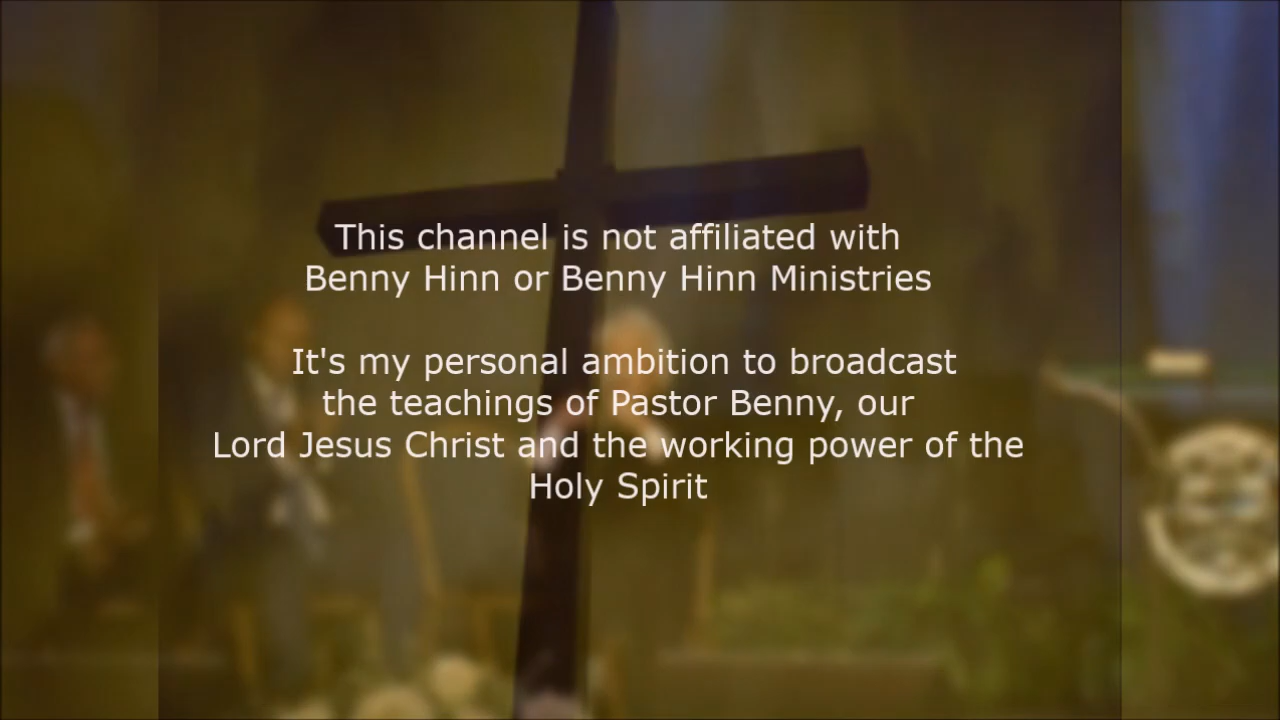 This channel is not affiliated with
Benny Hinn or Benny Hinn Ministries
It's my personal ambition to broadcast
the teachings of Pastor Benny, our
Lord Jesus Christ and the working power of the
Holy Spirit